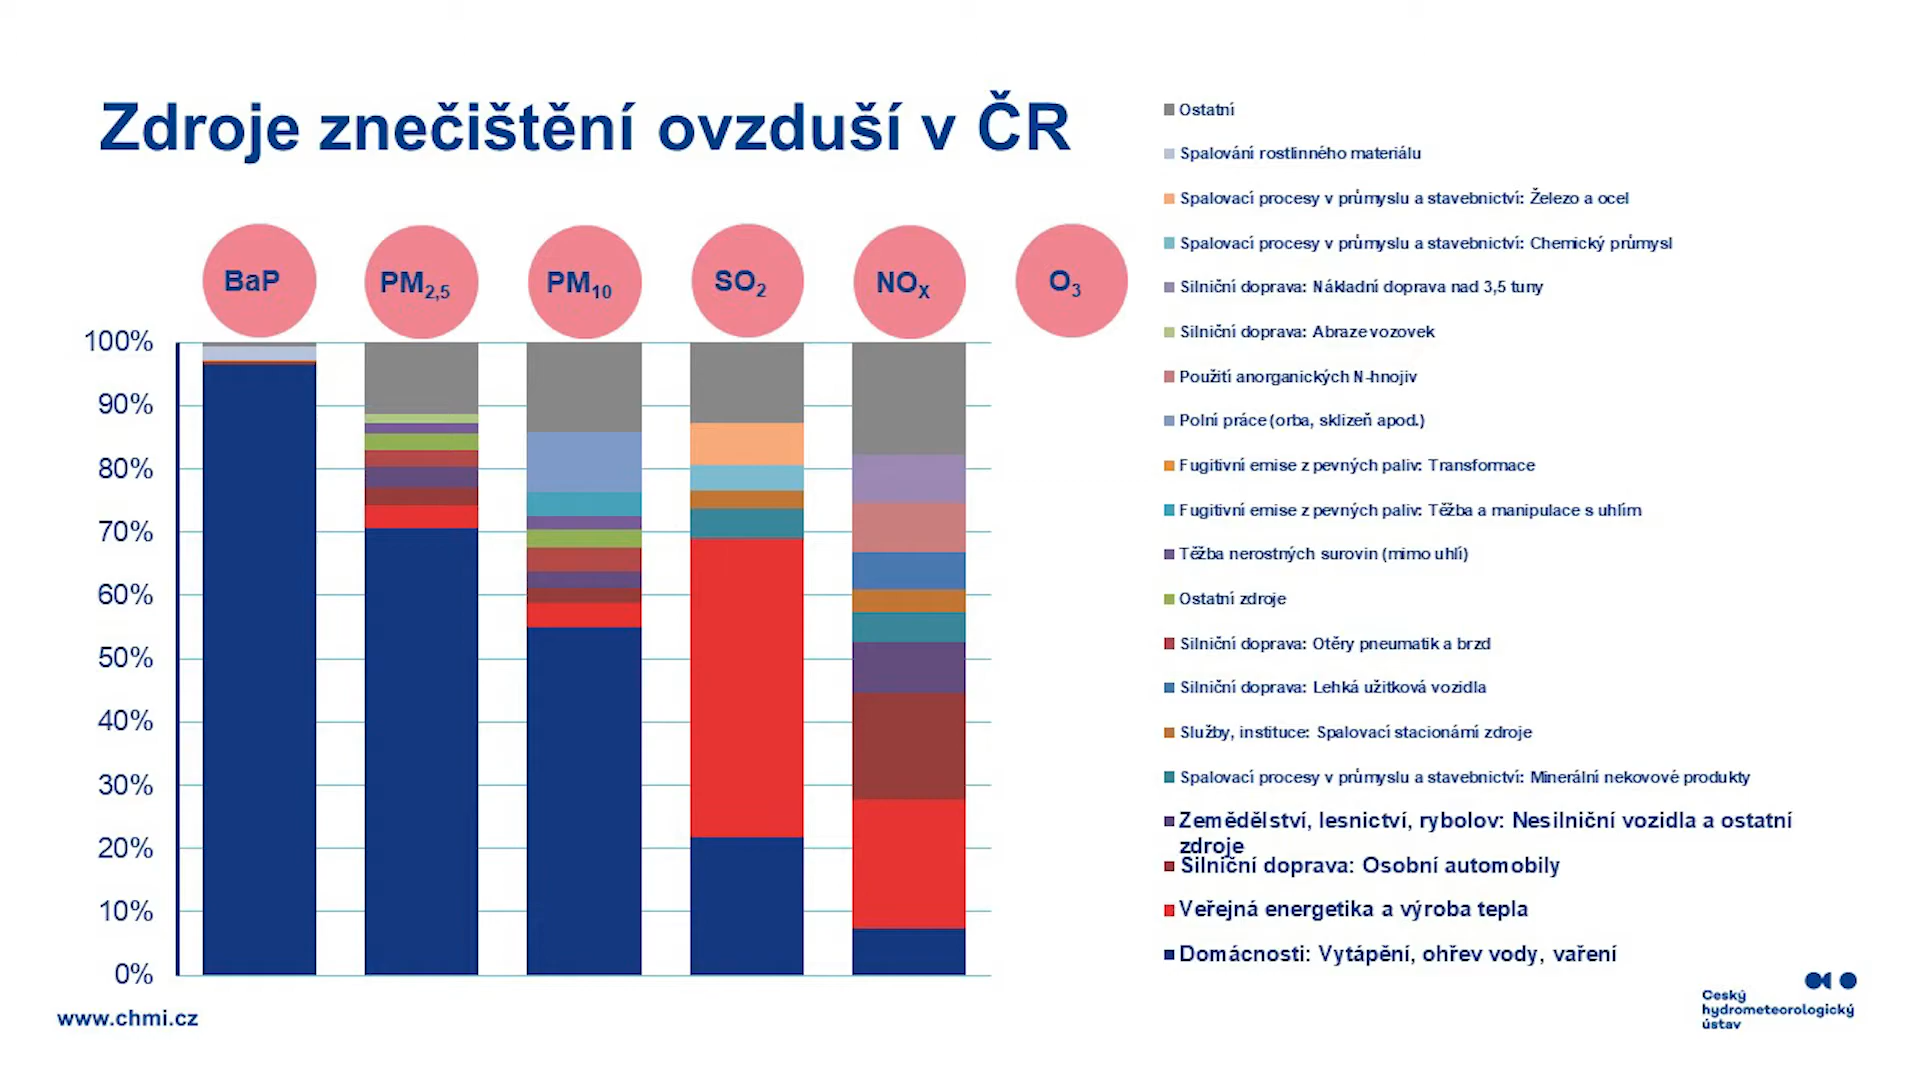 Zdroje znečištění ovzduší v ČR
BaP
PM2,5
PM10
SO2
NOX
O3
100%
90%
80%
70%
60%
50%
40%
30%
20%
10%
0%
Ostatní
Spalování rostlinného materiálu
Spalovací procesy v průmyslu a stavebnictví: Železo a ocel
Spalovací procesy v průmyslu a stavebnictví: Chemický průmysl
Silniční doprava: Nákladní doprava nad 3,5 tuny
Silniční doprava: Abraze vozovek
Použití anorganických N-hnojiv
Polní práce (orba, sklizeň apod.)
Fugitivní emise z pevných paliv: Transformace
Fugitivní emise z pevných paliv: Těžba a manipulace s uhlím
Těžba nerostných surovin (mimo uhlí)
Ostatní zdroje
Silniční doprava: Otěry pneumatik a brzd
Silniční doprava: Lehká užitková vozidla
Služby, instituce: Spalovací stacionární zdroje
Spalovací procesy v průmyslu a stavebnictví: Minerální nekovové produkty
Zemědělství, lesnictví, rybolov: Nesilniční vozidla a ostatní
zdroje
Silniční doprava: Osobní automobily
Veřejná energetika a výroba tepla
Domácnosti: Vytápění, ohřev vody, vaření
www.chmi.cz
Český
hydrometeorologický
ústav